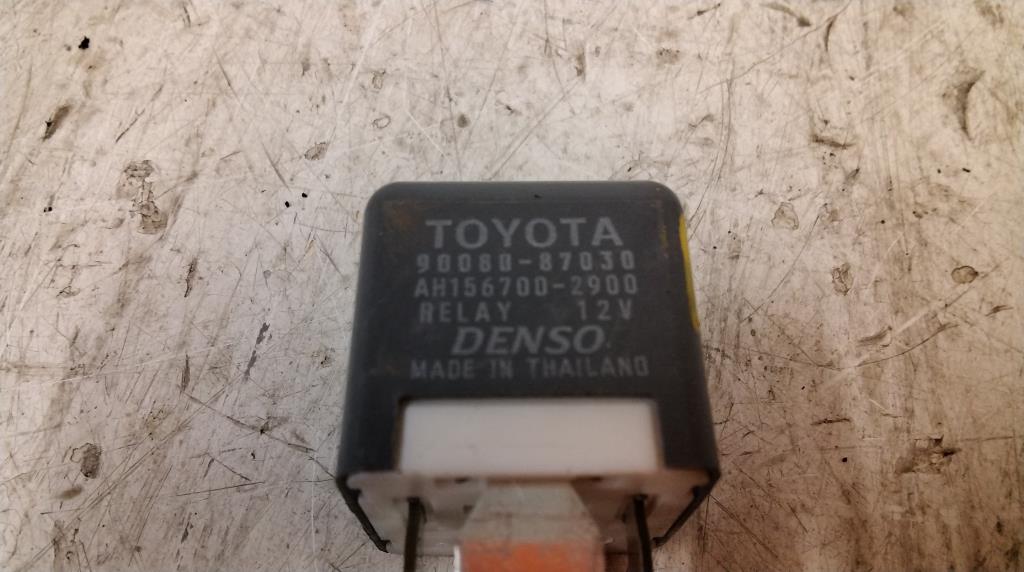 TOYOTA
90080-87030
AH156700-2900
RELAY 12V
DENSO
MADE IN THAILAND